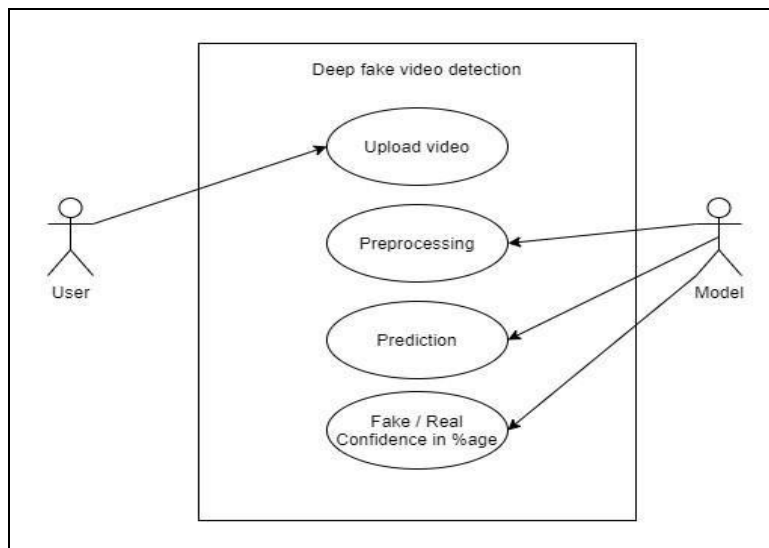 Deep fake video detection
Upload video
Preprocessing
User
Model
Prediction
Fake / Real
Confidence in %age